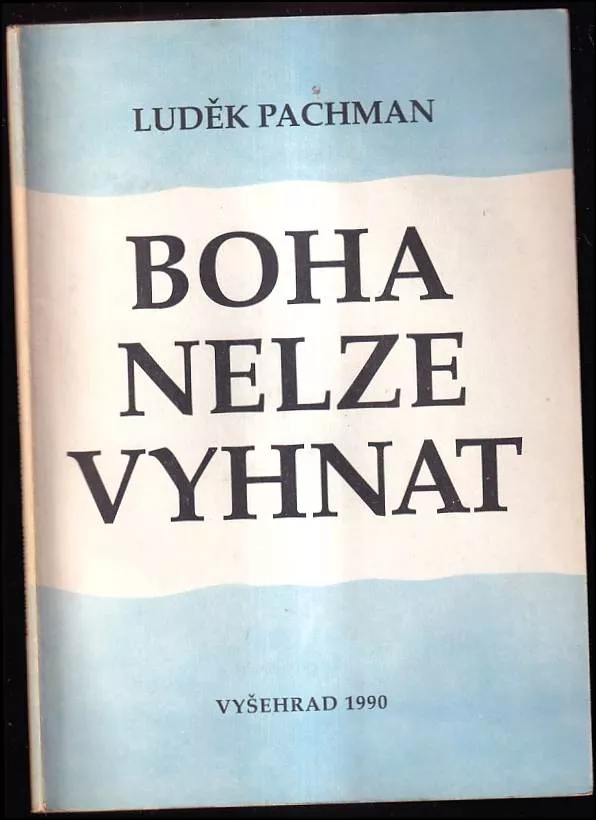 LUDĚK PACHMAN
BOHA
NELZE
VYHNAT
VYŠEHRAD 1990